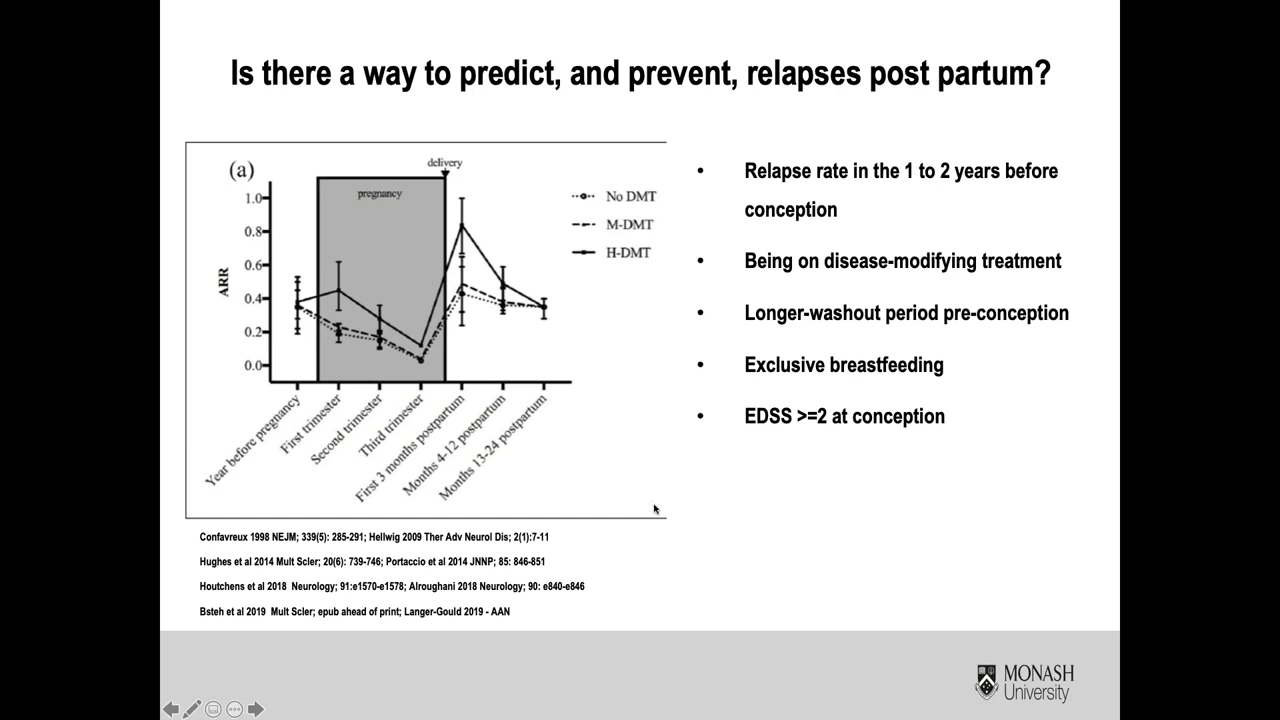 Is there a way to predict, and prevent, relapses post partum?
(a)
delivery
pregnancy
1.0
0.8
0.6
0.4
0.2
0.0
ARR
No DMT
M-DMT
H-DMT
Year before pregnancy
First trimester
Second trimester
Third trimester
First 3 months postpartum
Months 4-12 postpartum
Months 13-24 postpartum
• Relapse rate in the 1 to 2 years before
conception
• Being on disease-modifying treatment
• Longer-washout period pre-conception
• Exclusive breastfeeding
• EDSS >=2 at conception
Confavreux 1998 NEJM; 339(5): 285-291; Hellwig 2009 Ther Adv Neurol Dis; 2(1):7-11
Hughes et al 2014 Mult Scler; 20(6): 739-746; Portaccio et al 2014 JNNP; 85: 846-851
Houtchens et al 2018 Neurology; 91:e1570-e1578; Alroughani 2018 Neurology; 90: e840-e846
Bsteh et al 2019 Mult Scler; epub ahead of print; Langer-Gould 2019 - AAN
MONASH
University